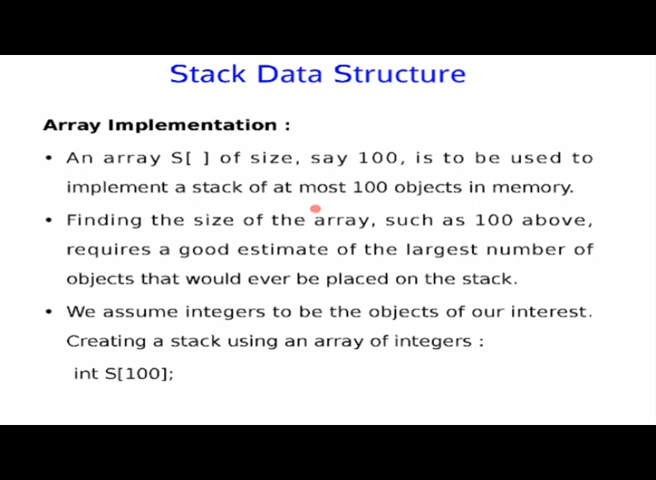 Stack Data Structure
Array Implementation :
• An array S[ ] of size, say 100, is to be used to
implement a stack of at most 100 objects in memory.
• Finding the size of the array, such as 100 above,
requires a good estimate of the largest number of
objects that would ever be placed on the stack.
• We assume integers to be the objects of our interest.
Creating a stack using an array of integers :
int S[100];